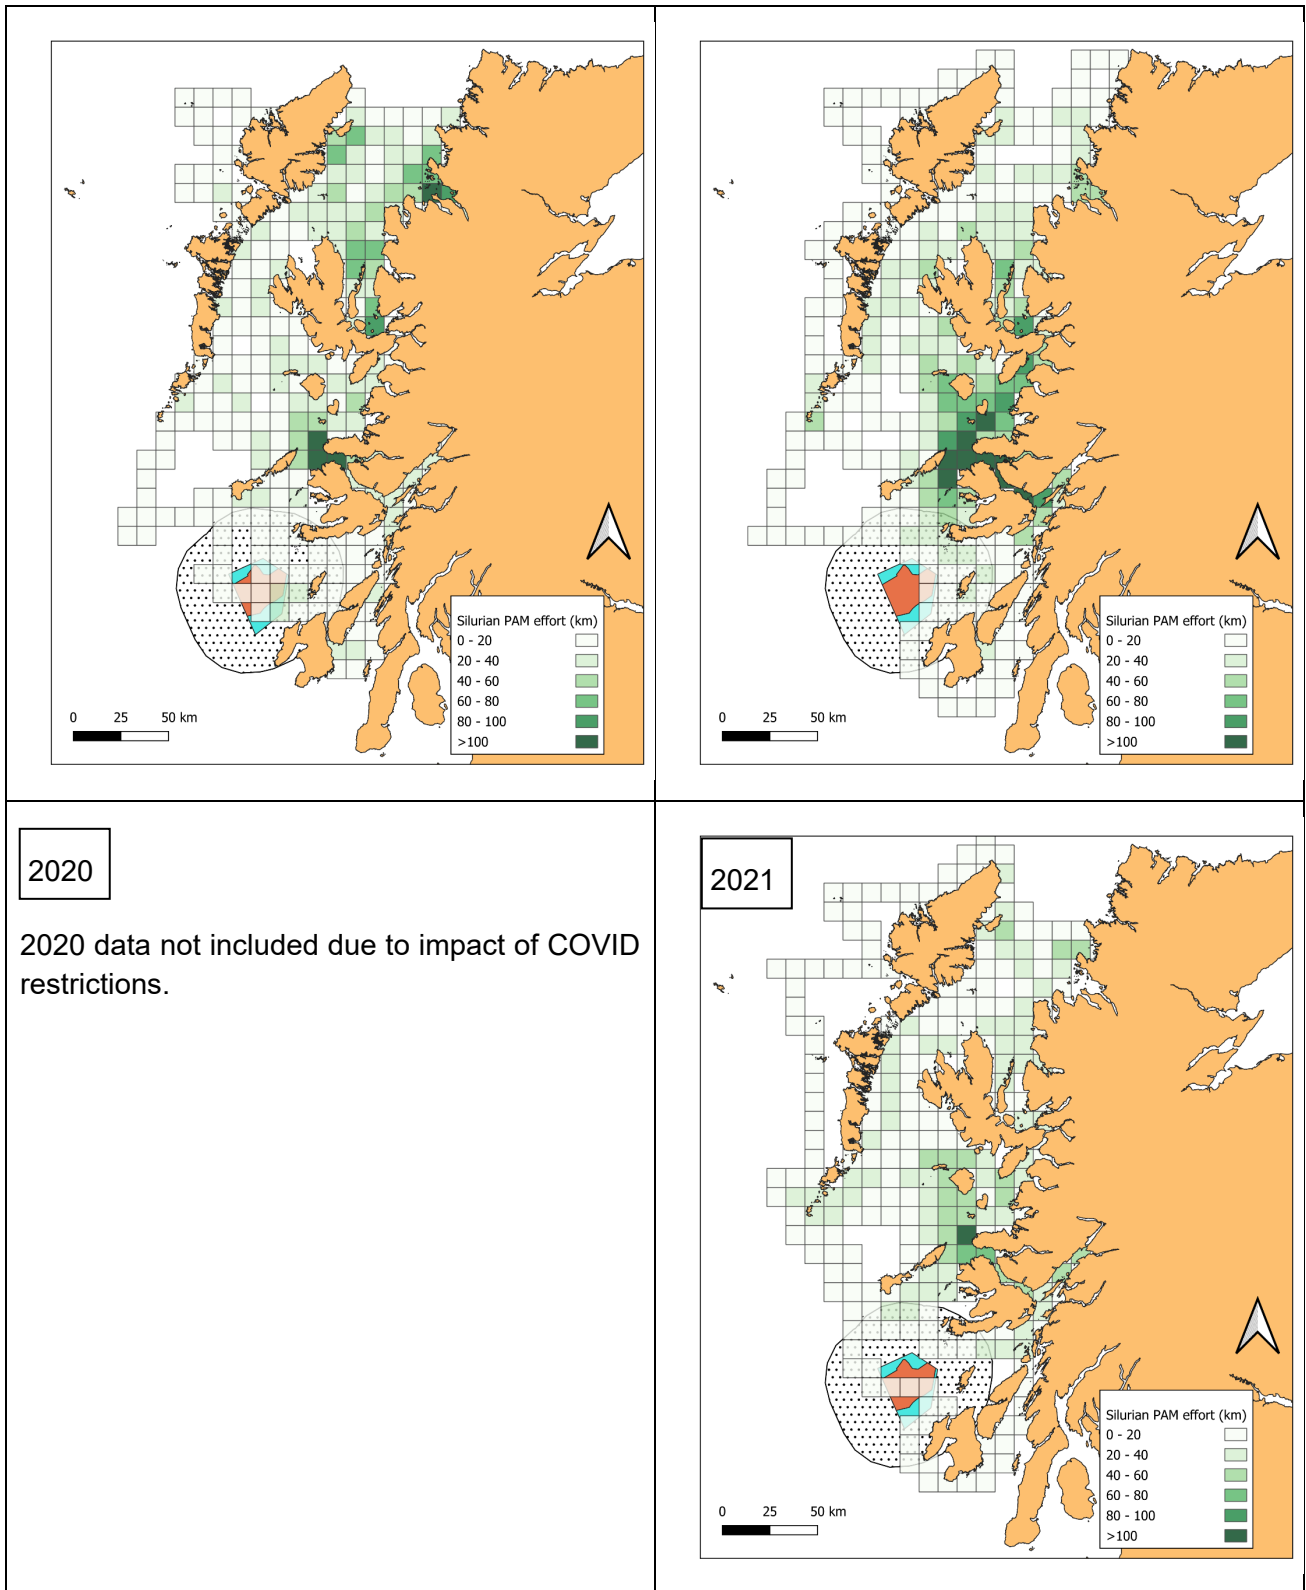 Silurian PAM effort (km)
0 - 20
20 - 40
40 - 60
60 - 80
80 - 100
>100
0 25 50 km
Silurian PAM effort (km)
0 - 20
20 - 40
40 - 60
60 - 80
80 - 100
>100
0 25 50 km
2020
2020 data not included due to impact of COVID
restrictions.
2021
Silurian PAM effort (km)
0 - 20
20 - 40
40 - 60
60 - 80
80 - 100
>100
0 25 50 km